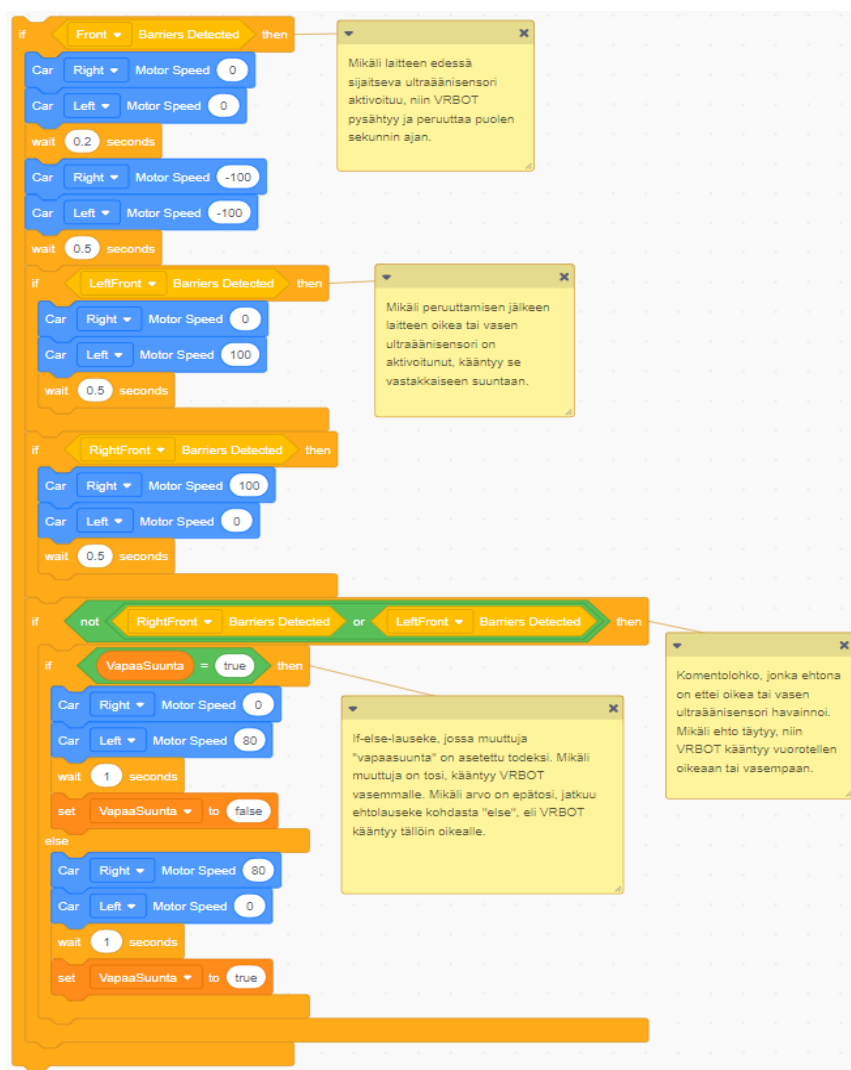 if Front Barriers Detected then
Car Right Motor Speed 0
Car Left Motor Speed 0
wait 0.2 seconds
Car Right Motor Speed -100
Car Left Motor Speed -100
wait 0.5 seconds
Mikäli laitteen edessä
sijaitseva ultraäänisensori
aktivoituu, niin VRBOT
pysähtyy ja peruuttaa puolen
sekunnin ajan.
if LeftFront Barriers Detected then
Car Right Motor Speed 0
Car Left Motor Speed 100
wait 0.5 seconds
Mikäli peruuttamisen jälkeen
laitteen oikea tai vasen
ultraäänisensori on
aktivoitunut, kääntyy se
vastakkaiseen suuntaan.
if RightFront Barriers Detected then
Car Right Motor Speed 100
Car Left Motor Speed 0
wait 0.5 seconds
if not RightFront Barriers Detected or LeftFront Barriers Detected then
Komentolohko, jonka ehtona
on ettei oikea tai vasen
ultraäänisensori havainnoi.
Mikäli ehto täytyy, niin
VRBOT kääntyy vuorotellen
oikeaan tai vasempaan.
if VapaaSuunta = true then
Car Right Motor Speed 0
Car Left Motor Speed 80
wait 1 seconds
set VapaaSuunta to false
If-else-lauseke, jossa muuttuja
"vapaasuunta" on asetettu todeksi. Mikäli
muuttuja on tosi, kääntyy VRBOT
vasemmalle. Mikäli arvo on epätosi, jatkuu
ehtolauseke kohdasta "else", eli VRBOT
kääntyy tällöin oikealle.
else
Car Right Motor Speed 80
Car Left Motor Speed 0
wait 1 seconds
set VapaaSuunta to true